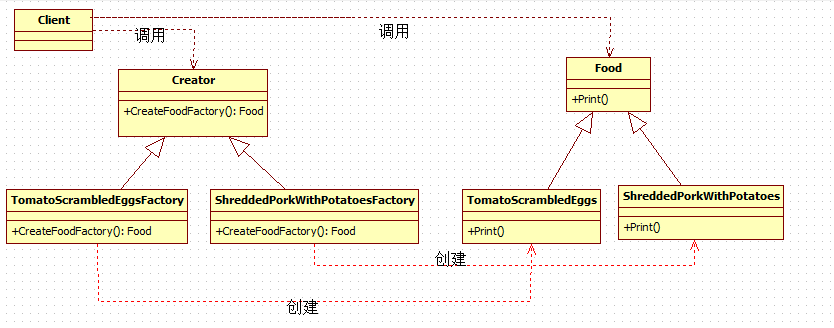 Client
调用
调用
Creator
+CreateFoodFactory(): Food
Food
+Print()
TomatoScrambledEggsFactory
+CreateFoodFactory(): Food
ShreddedPorkWithPotatoesFactory
+CreateFoodFactory(): Food
TomatoScrambledEggs
+Print()
ShreddedPorkWithPotatoes
+Print()
创建
创建